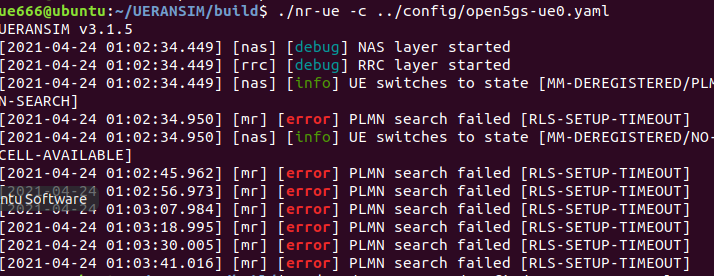 ue666@ubuntu:~/UERANSIM/build$ ./nr-ue -c ../config/open5gs-ue0.yaml
UERANSIM v3.1.5
[2021-04-24 01:02:34.449] [nas] [debug] NAS layer started
[2021-04-24 01:02:34.449] [rrc] [debug] RRC layer started
[2021-04-24 01:02:34.449] [nas] [info] UE switches to state [MM-DEREGISTERED/PLM
N-SEARCH]
[2021-04-24 01:02:34.950] [mr] [error] PLMN search failed [RLS-SETUP-TIMEOUT]
[2021-04-24 01:02:34.950] [nas] [info] UE switches to state [MM-DEREGISTERED/NO-
CELL-AVAILABLE]
[2021-04-24 01:02:45.962] [mr] [error] PLMN search failed [RLS-SETUP-TIMEOUT]
[2021-04-24 01:02:56.973] [mr] [error] PLMN search failed [RLS-SETUP-TIMEOUT]
ntu Software
01:03:07.984] [mr] [error] PLMN search failed [RLS-SETUP-TIMEOUT]
[2021-04-24 01:03:18.995] [mr] [error] PLMN search failed [RLS-SETUP-TIMEOUT]
[2021-04-24 01:03:30.005] [mr] [error] PLMN search failed [RLS-SETUP-TIMEOUT]
[2021-04-24 01:03:41.016] [mr] [error] PLMN search failed [RLS-SETUP-TIMEOUT]